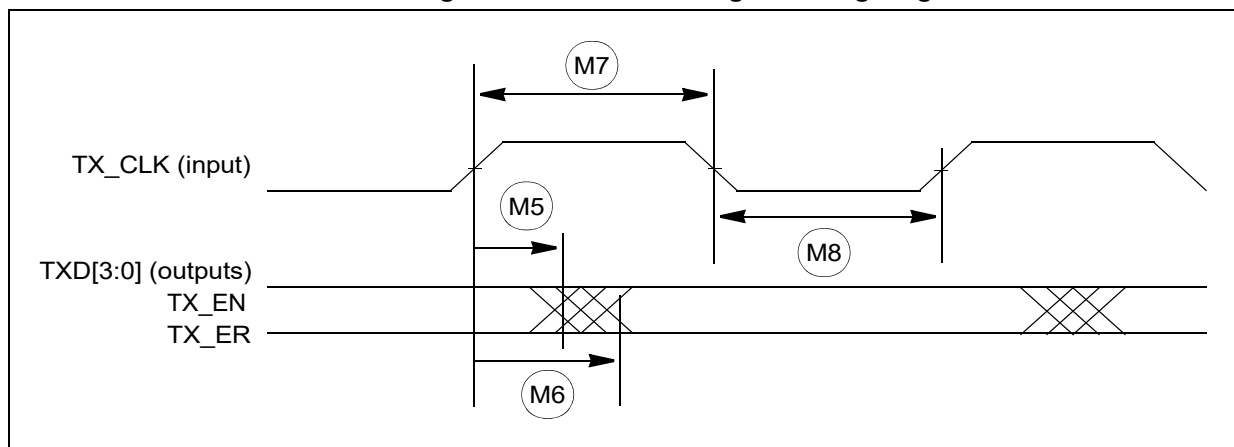 M7
TX_CLK (input)
M5
M8
TXD[3:0] (outputs)
TX_EN
TX_ER
M6